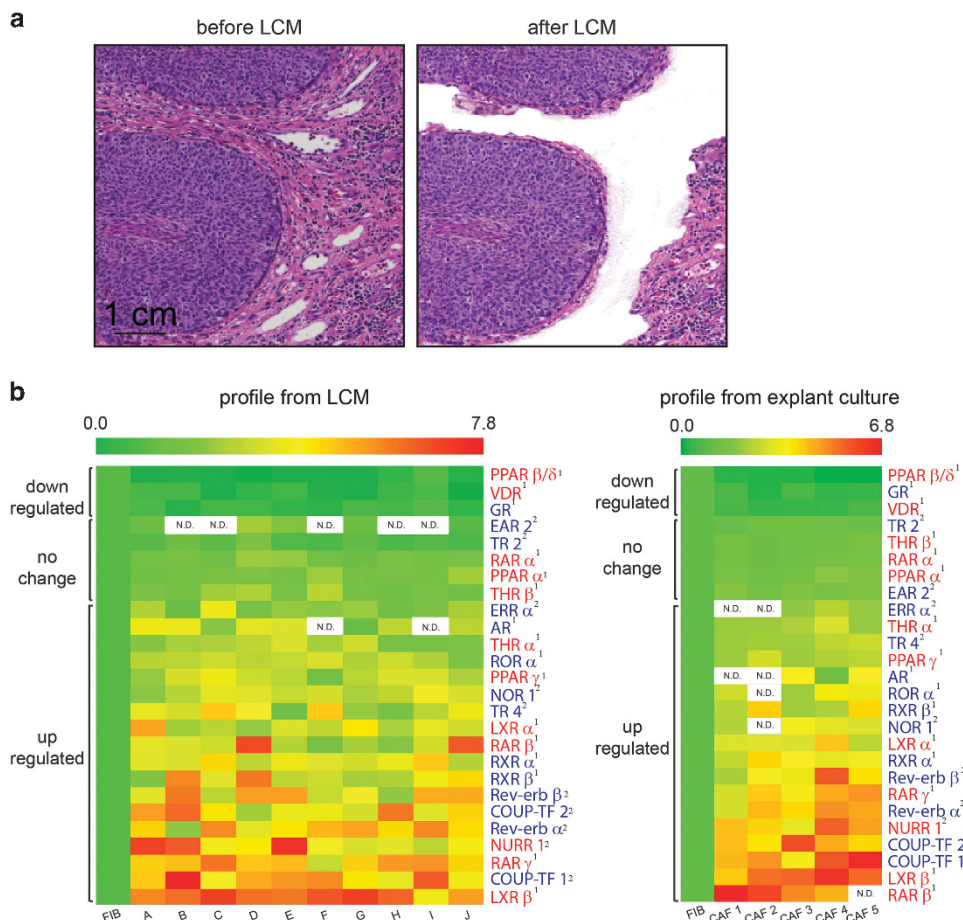 a
before LCM
after LCM
1 cm
b
profile from LCM
0.0 7.8
down regulated
no change
up regulated
PPAR β/δ¹
VDR¹
GR¹
EAR 2²
N.D. N.D. N.D. N.D. N.D.
TR 2²
RAR α¹
PPAR α¹
THR β¹
ERR α²
AR¹
N.D. N.D.
THR α¹
ROR α¹
PPAR γ¹
NOR 1²
TR 4²
LXR α¹
RAR β¹
RXR α¹
RXR β¹
Rev-erb β²
COUP-TF 2²
Rev-erb α²
NURR 1²
RAR γ¹
COUP-TF 1²
LXR β¹
FIB A B C D E F G H I J
profile from explant culture
0.0 6.8
down regulated
no change
up regulated
PPAR β/δ¹
GR¹
VDR¹
TR 2²
THR β¹
RAR α¹
PPAR α¹
EAR 2²
N.D. N.D. ERR α²
THR α¹
TR 4²
PPAR γ¹
N.D. N.D. AR¹
N.D. ROR α¹
RXR β¹
N.D. NOR 1²
LXR α¹
RXR α¹
Rev-erb β²
RAR γ¹
Rev-erb α²
NURR 1²
COUP-TF 2²
COUP-TF 1²
LXR β¹
N.D. RAR β¹
FIB CAF 1 CAF 2 CAF 3 CAF 4 CAF 5